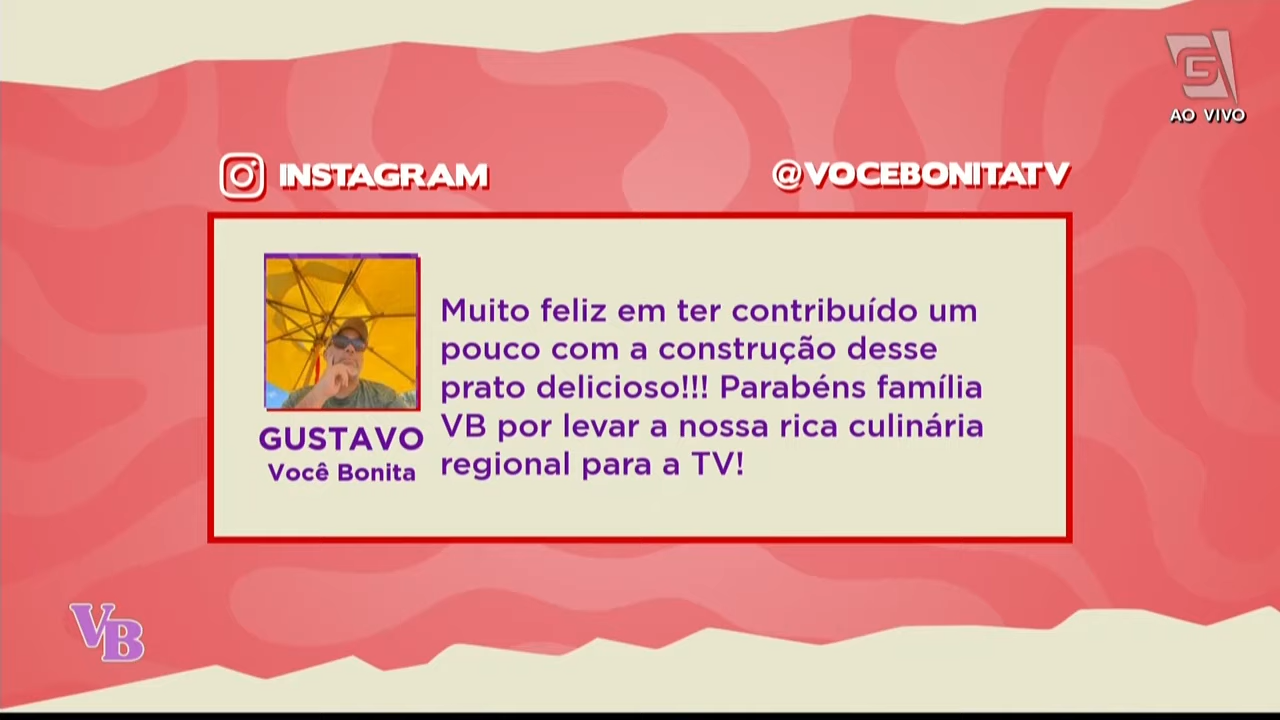 AO VIVO
INSTAGRAM
@VOCEBONITATV
Muito feliz em ter contribuído um
pouco com a construção desse
prato delicioso!!! Parabéns família
VB por levar a nossa rica culinária
regional para a TV!
GUSTAVO
Você Bonita
VB